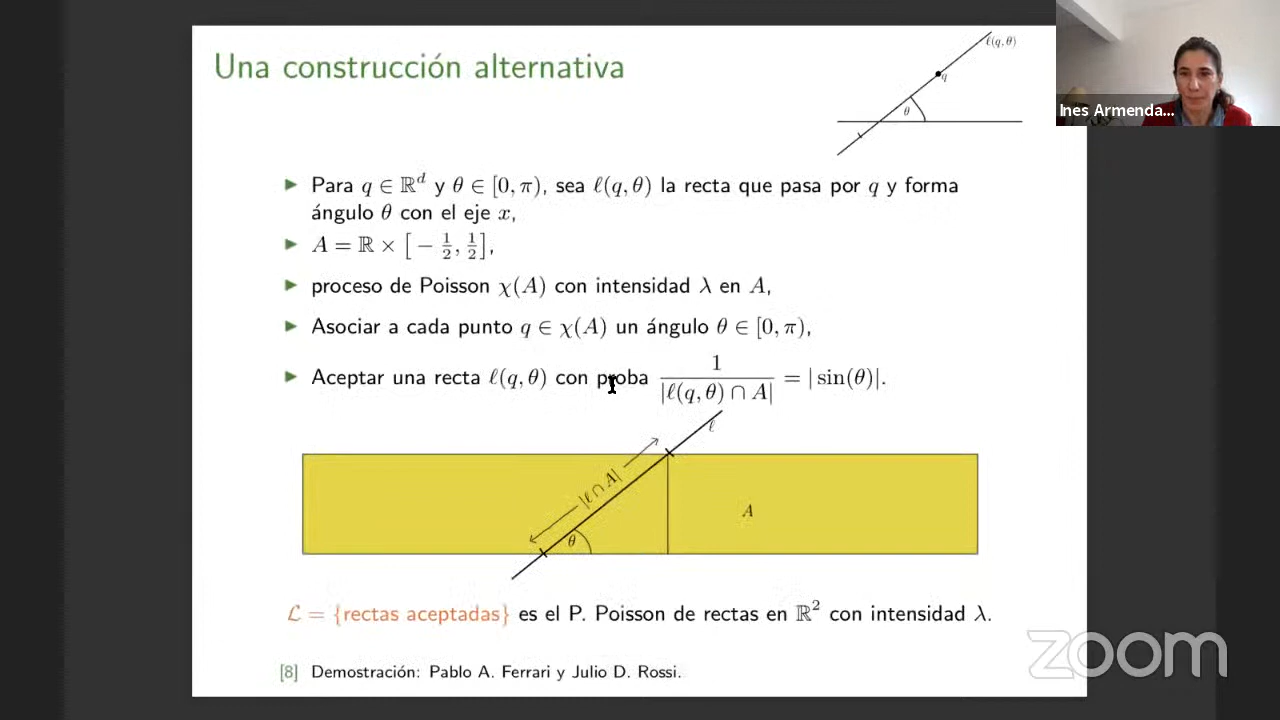 Una construcción alternativa
ℓ(q, θ)
q
θ
Ines Armenda...
▶ Para q ∈ ℝᵈ y θ ∈ [0, π), sea ℓ(q, θ) la recta que pasa por q y forma
ángulo θ con el eje x,
▶ A = ℝ × [ − 1/2, 1/2 ],
▶ proceso de Poisson χ(A) con intensidad λ en A,
▶ Asociar a cada punto q ∈ χ(A) un ángulo θ ∈ [0, π),
▶ Aceptar una recta ℓ(q, θ) con proba 1/|ℓ(q, θ) ∩ A| = | sin(θ)|.
ℓ
|ℓ ∩ A|
A
θ
ℒ = {rectas aceptadas} es el P. Poisson de rectas en ℝ² con intensidad λ.
zoom
[8] Demostración: Pablo A. Ferrari y Julio D. Rossi.